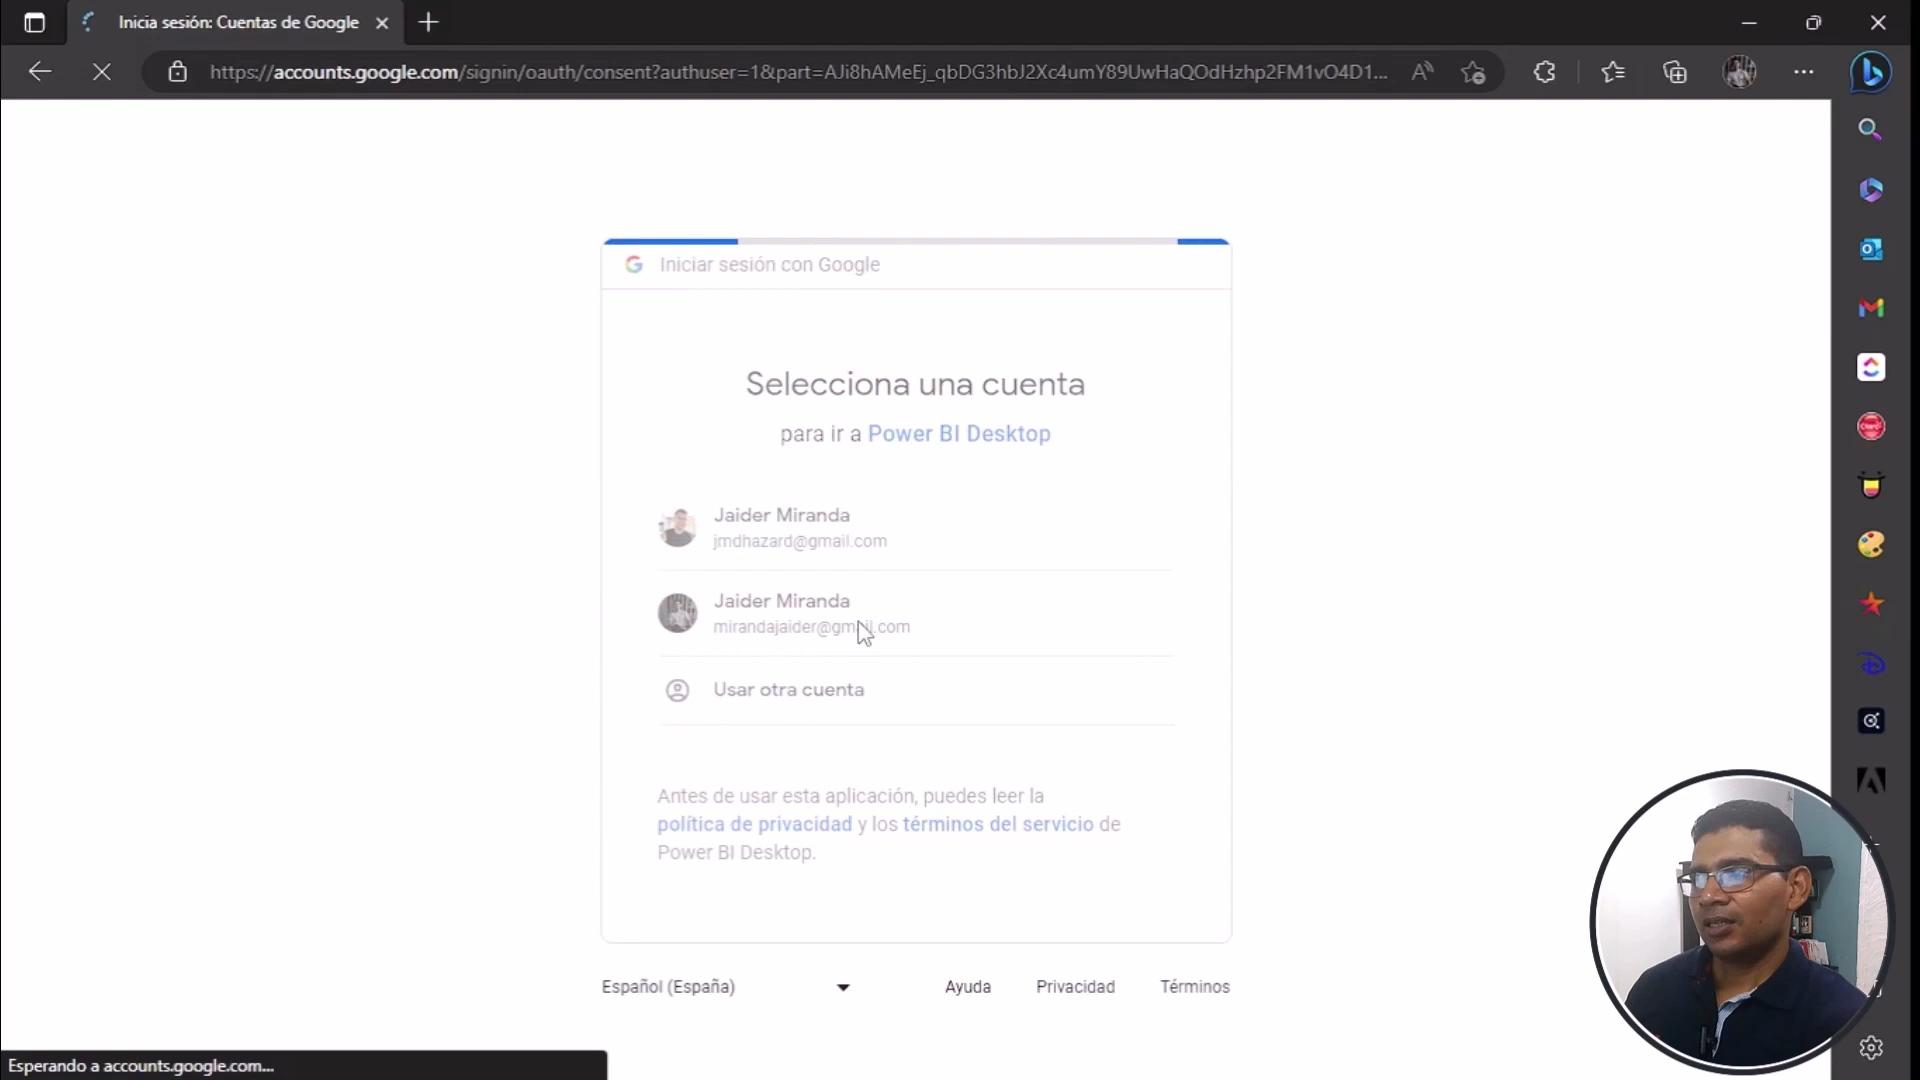 Inicia sesión: Cuentas de Google
https://accounts.google.com/signin/oauth/consent?authuser=1&part=AJi8hAMeEj_qbDG3hbJ2Xc4umY89UwHaQOdHzhp2FM1vO4D1...
Iniciar sesión con Google
Selecciona una cuenta
para ir a Power BI Desktop
Jaider Miranda
jmdhazard@gmail.com
Jaider Miranda
mirandajaider@gmail.com
Usar otra cuenta
Antes de usar esta aplicación, puedes leer la
política de privacidad y los términos del servicio de
Power BI Desktop.
Español (España)
Ayuda
Privacidad
Términos
Esperando a accounts.google.com...